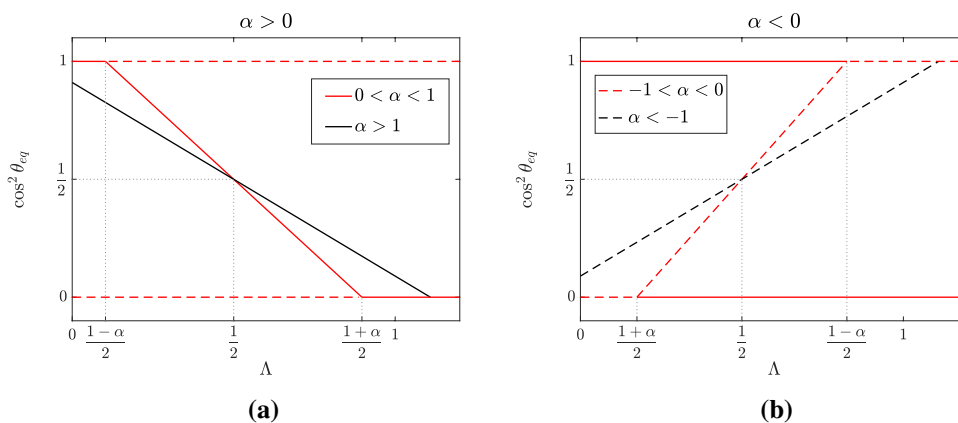 α > 0
cos² θ_eq
1
1/2
0
0 < α < 1
α > 1
0
(1−α)/2
1/2
(1+α)/2
1
Λ
(a)
α < 0
cos² θ_eq
1
1/2
0
−1 < α < 0
α < −1
0
(1+α)/2
1/2
(1−α)/2
1
Λ
(b)